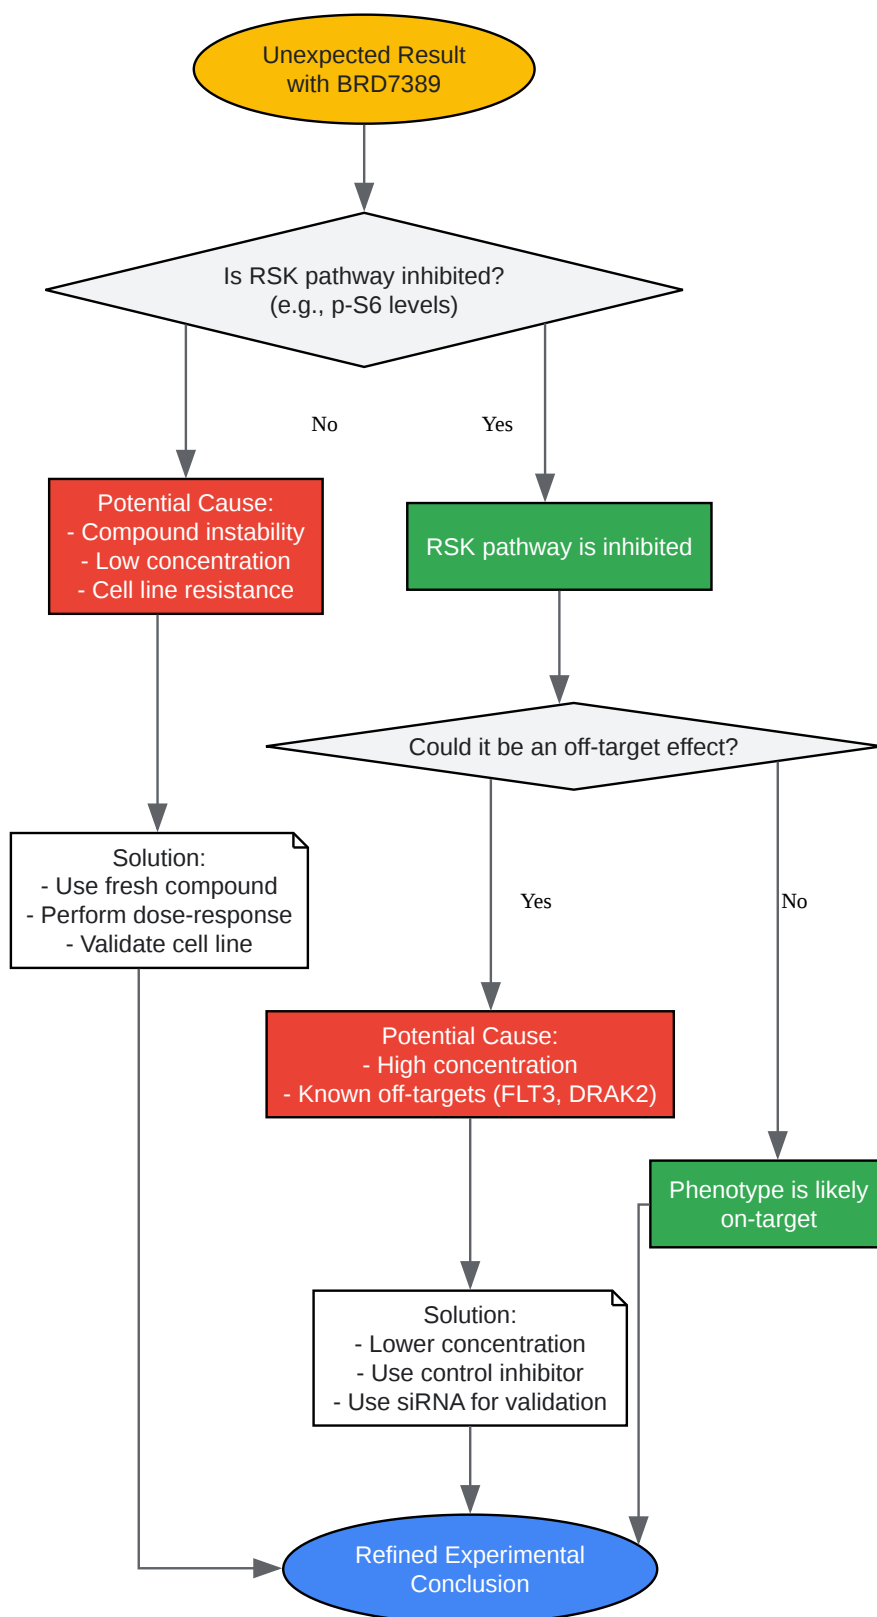 Unexpected Result
with BRD7389
Is RSK pathway inhibited?
(e.g., p-S6 levels)
No
Yes
Potential Cause:
- Compound instability
- Low concentration
- Cell line resistance
RSK pathway is inhibited
Could it be an off-target effect?
Solution:
- Use fresh compound
- Perform dose-response
- Validate cell line
Yes
No
Potential Cause:
- High concentration
- Known off-targets (FLT3, DRAK2)
Phenotype is likely
on-target
Solution:
- Lower concentration
- Use control inhibitor
- Use siRNA for validation
Refined Experimental
Conclusion